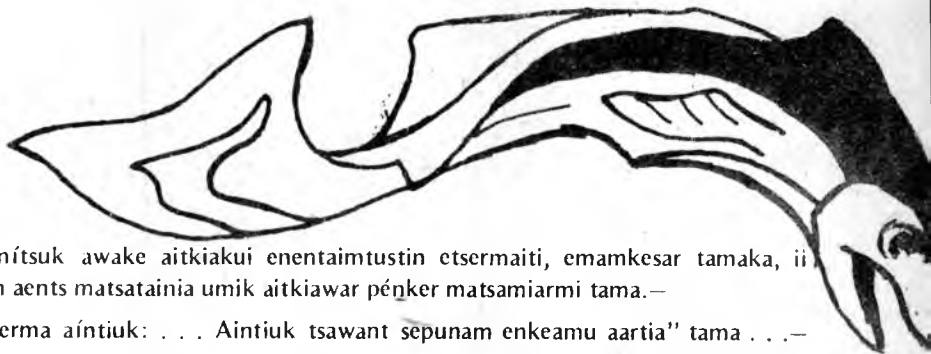 nítsuk awake aitkiakui enentaimtustin etsermaiti, emamkesar tamaka, ii
aents matsatainia umik aitkiawar pénker matsamiarmi tama.—
erma aíntiuk: . . . Aintiuk tsawant sepunam enkeamu aartia” tama . . .—